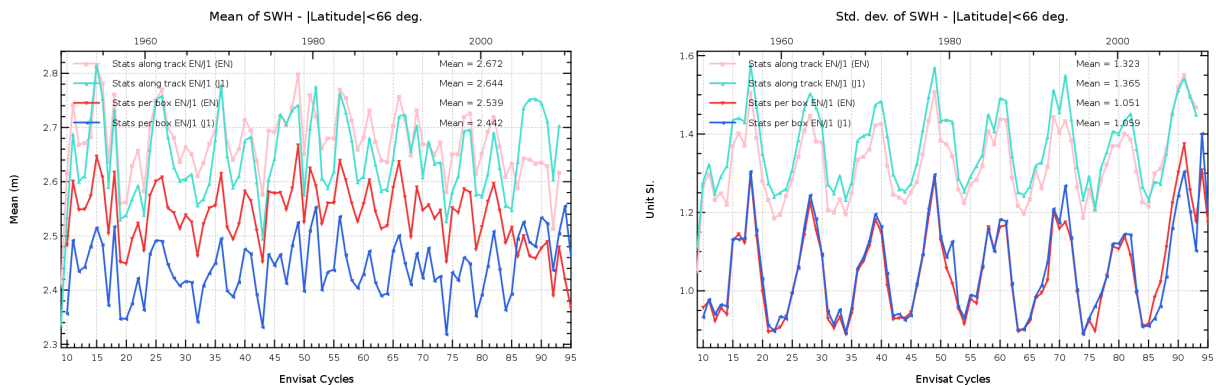 Mean of SWH - |Latitude|<66 deg.
1960 1980 2000
Stats along track EN/J1 (EN) Mean = 2.672
Stats along track EN/J1 (J1) Mean = 2.644
Stats per box EN/J1 (EN) Mean = 2.539
Stats per box EN/J1 (J1) Mean = 2.442
2.8
2.7
2.6
2.5
2.4
2.3
Mean (m)
10 15 20 25 30 35 40 45 50 55 60 65 70 75 80 85 90 95
Envisat Cycles
Std. dev. of SWH - |Latitude|<66 deg.
1960 1980 2000
Stats along track EN/J1 (EN) Mean = 1.323
Stats along track EN/J1 (J1) Mean = 1.365
Stats per box EN/J1 (EN) Mean = 1.051
Stats per box EN/J1 (J1) Mean = 1.059
1.6
1.4
1.2
1.0
Unit SI.
10 15 20 25 30 35 40 45 50 55 60 65 70 75 80 85 90 95
Envisat Cycles